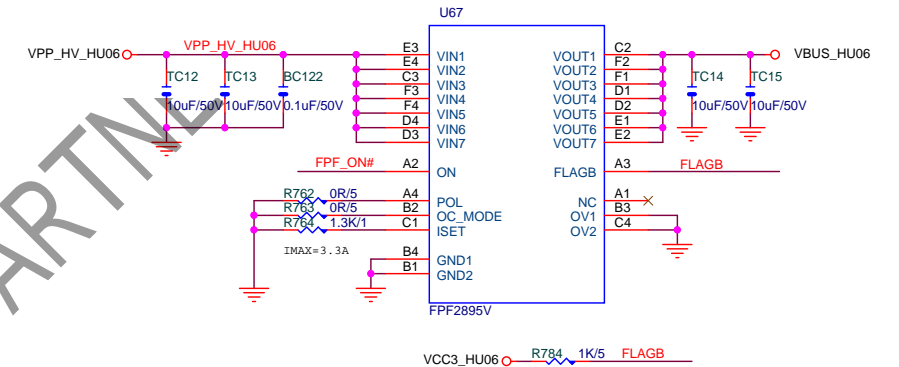 U67
VPP_HV_HU06
VPP_HV_HU06
TC12
TC13
BC122
10uF/50V
10uF/50V
0.1uF/50V
E3 VIN1
E4 VIN2
C3 VIN3
F3 VIN4
F4 VIN5
D4 VIN6
D3 VIN7
FPF_ON# A2 ON
R762 0R/5 A4 POL
R763 0R/5 B2 OC_MODE
R764 1.3K/1 C1 ISET
IMAX=3.3A
B4 GND1
B1 GND2
VOUT1 C2
VOUT2 F2
VOUT3 F1
VOUT4 D1
VOUT5 D2
VOUT6 E1
VOUT7 E2
FLAGB A3 FLAGB
NC A1
OV1 B3
OV2 C4
VBUS_HU06
TC14
TC15
10uF/50V
10uF/50V
FPF2895V
VCC3_HU06 R784 1K/5 FLAGB